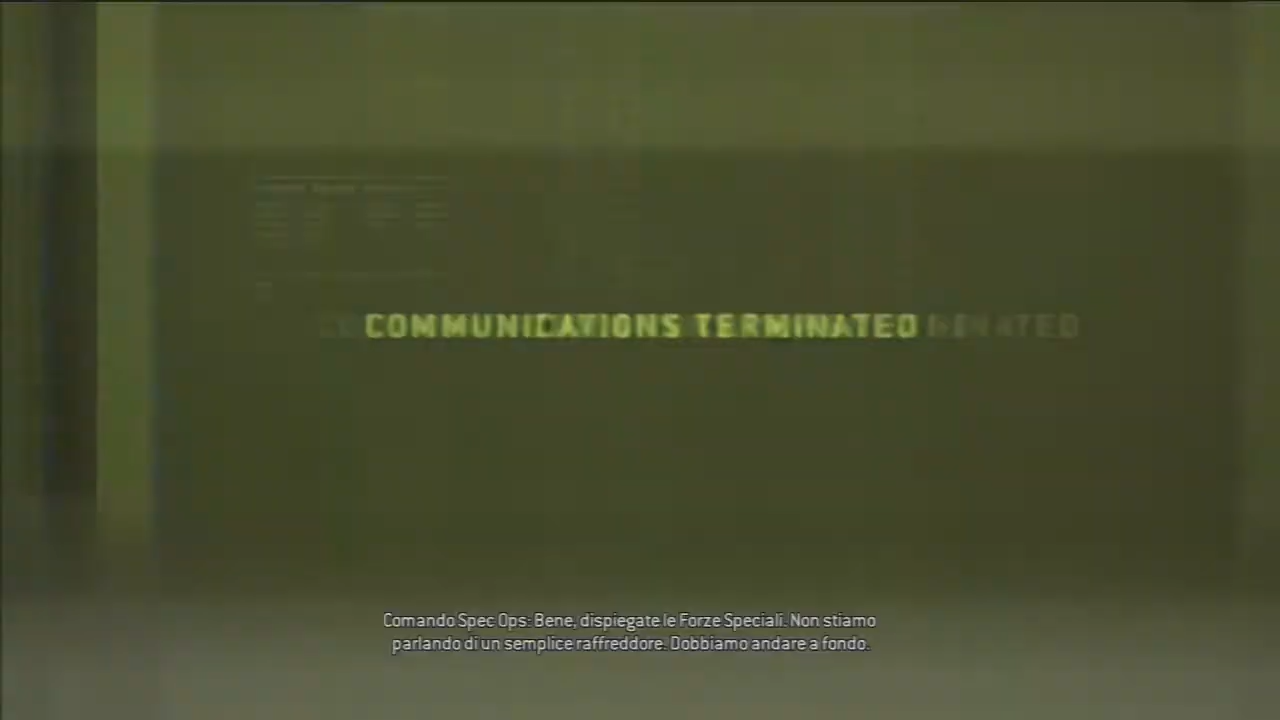 COMMUNICATIONS TERMINATED
Comando Spec Ops: Bene, dispiegate le Forze Speciali. Non stiamo
parlando di un semplice raffreddore. Dobbiamo andare a fondo.